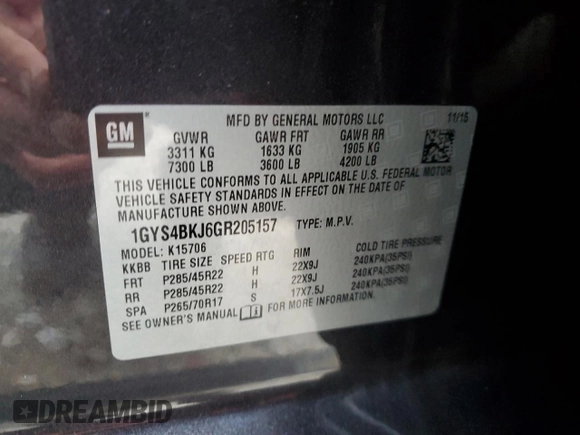 GM
MFD BY GENERAL MOTORS LLC 11/15
GVWR GAWR FRT GAWR RR
3311 KG 1633 KG 1905 KG
7300 LB 3600 LB 4200 LB
THIS VEHICLE CONFORMS TO ALL APPLICABLE U.S. FEDERAL MOTOR
VEHICLE SAFETY STANDARDS IN EFFECT ON THE DATE OF
MANUFACTURE SHOWN ABOVE.
1GYS4BKJ6GR205157 TYPE: M.P.V.
MODEL: K15706
KKBB TIRE SIZE SPEED RTG RIM COLD TIRE PRESSURE
FRT P285/45R22 H 22X9J 240KPA(35PSI)
RR P285/45R22 H 22X9J 240KPA(35PSI)
SPA P265/70R17 S 17X7.5J 240KPA(35PSI)
SEE OWNER'S MANUAL FOR MORE INFORMATION.
DREAMBID